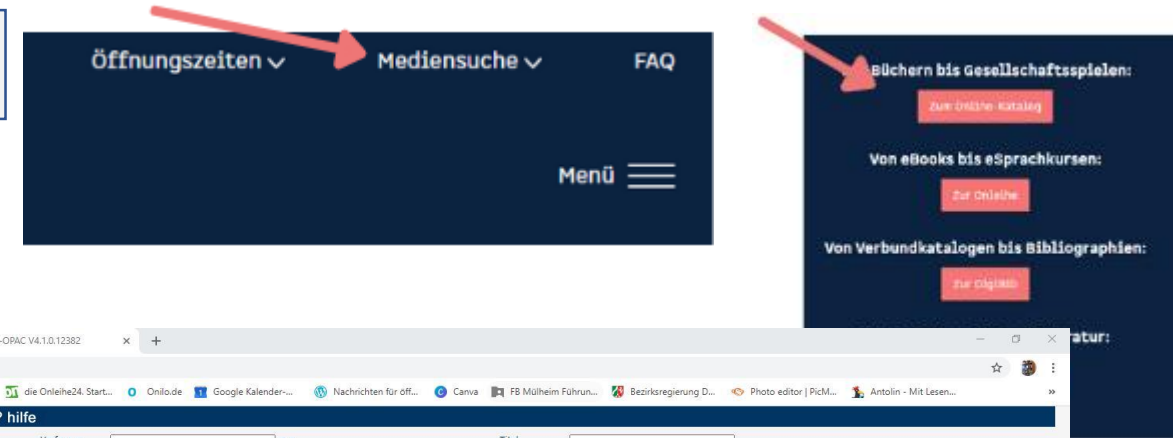 Öffnungszeiten
Mediensuche
FAQ
Menü
Büchern bis Gesellschaftsspielen:
Zum Online-Katalog
Von eBooks bis eSprachkursen:
Zur Onleihe
Von Verbundkatalogen bis Bibliographien:
Zur DigiBib
ratur:
-OPAC V4.1.0.12382
die Onleihe24. Start...
Onilo.de
Google Kalender-...
Nachrichten für öff...
Canva
FB Mülheim Führun...
Bezirksregierung D...
Photo editor | PicM...
Antolin - Mit Lesen...
? hilfe